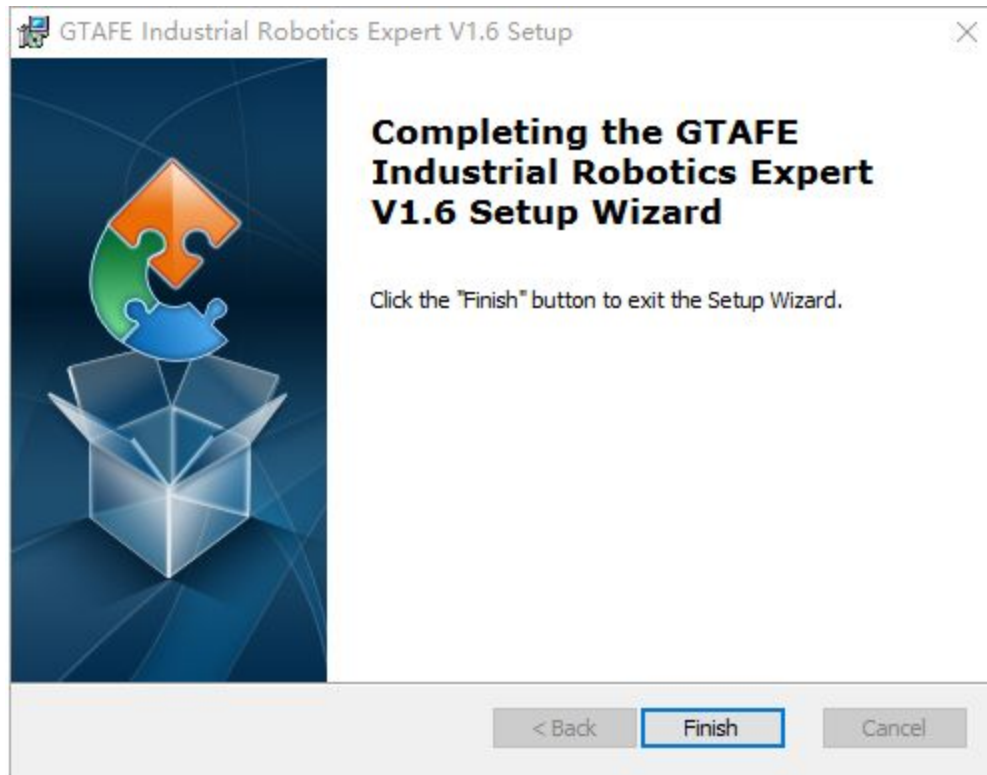 GTAFE Industrial Robotics Expert V1.6 Setup
Completing the GTAFE
Industrial Robotics Expert
V1.6 Setup Wizard
Click the "Finish" button to exit the Setup Wizard.
< Back
Finish
Cancel